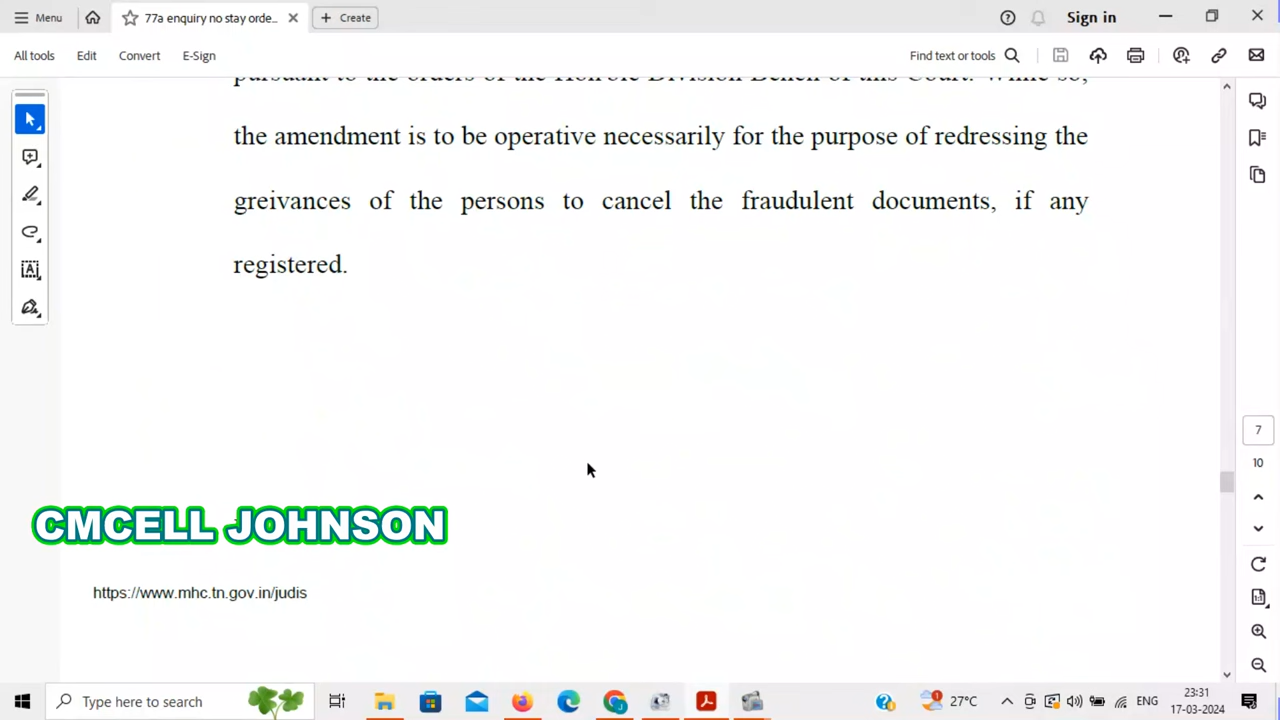 Menu
77a enquiry no stay orde...
Create
Sign in
All tools Edit Convert E-Sign
Find text or tools
pursuant to the orders of the Hon'ble Division Bench of this Court. While so,
the amendment is to be operative necessarily for the purpose of redressing the
greivances of the persons to cancel the fraudulent documents, if any
registered.
7
10
CMCELL JOHNSON
https://www.mhc.tn.gov.in/judis
Type here to search
1
27°C
ENG
23:31
17-03-2024